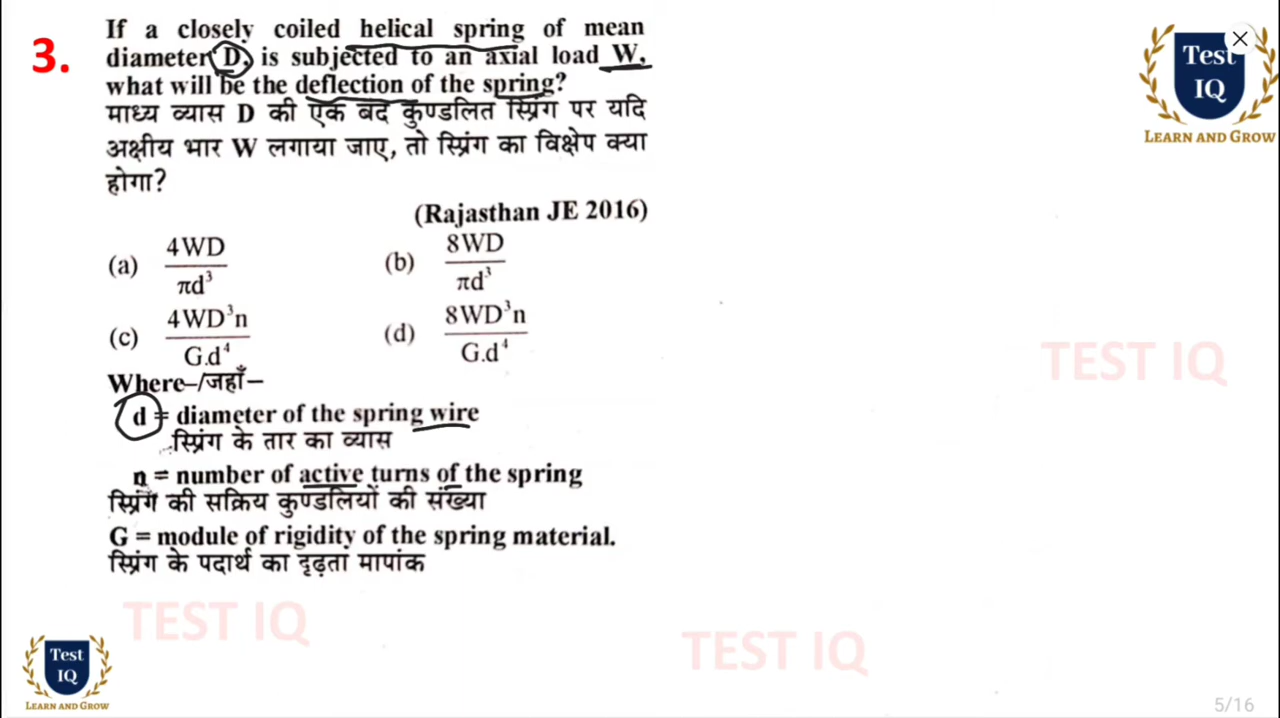 3.
If a closely coiled helical spring of mean
diameter D, is subjected to an axial load W,
what will be the deflection of the spring?
माध्य व्यास D की एक बंद कुण्डलित स्प्रिंग पर यदि
अक्षीय भार W लगाया जाए, तो स्प्रिंग का विक्षेप क्या
होगा?
(Rajasthan JE 2016)
(a) 4WD / πd³ (b) 8WD / πd³
(c) 4WD³n / G.d⁴ (d) 8WD³n / G.d⁴
Where–/जहाँ–
d = diameter of the spring wire
स्प्रिंग के तार का व्यास
n = number of active turns of the spring
स्प्रिंग की सक्रिय कुण्डलियों की संख्या
G = module of rigidity of the spring material.
स्प्रिंग के पदार्थ का दृढ़ता मापांक
Test
IQ
LEARN AND GROW
TEST IQ
TEST IQ
TEST IQ
Test
IQ
LEARN AND GROW
5/16